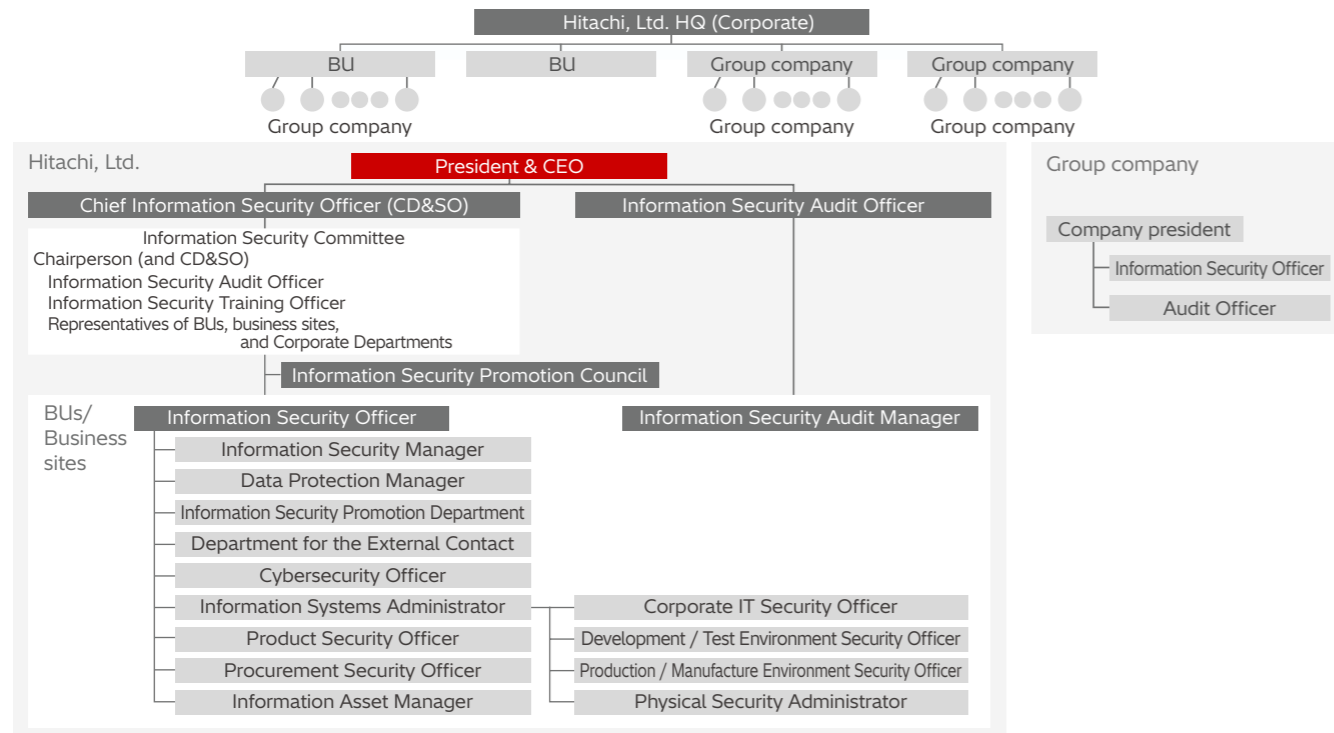 Hitachi, Ltd. HQ (Corporate)
BU
BU
Group company
Group company
Group company
Group company
Group company
Hitachi, Ltd.
President & CEO
Chief Information Security Officer (CD&SO)
Information Security Audit Officer
Information Security Committee
Chairperson (and CD&SO)
Information Security Audit Officer
Information Security Training Officer
Representatives of BUs, business sites,
and Corporate Departments
Information Security Promotion Council
BUs/
Business
sites
Information Security Officer
Information Security Audit Manager
Information Security Manager
Data Protection Manager
Information Security Promotion Department
Department for the External Contact
Cybersecurity Officer
Information Systems Administrator
Product Security Officer
Procurement Security Officer
Information Asset Manager
Corporate IT Security Officer
Development / Test Environment Security Officer
Production / Manufacture Environment Security Officer
Physical Security Administrator
Group company
Company president
Information Security Officer
Audit Officer